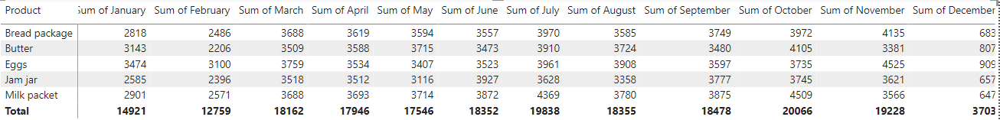 Product Sum of January Sum of February Sum of March Sum of April Sum of May Sum of June Sum of July Sum of August Sum of September Sum of October Sum of November Sum of December
Bread package 2818 2486 3688 3619 3594 3557 3970 3585 3749 3972 4135 683
Butter 3143 2206 3509 3588 3715 3473 3910 3724 3480 4105 3381 807
Eggs 3474 3100 3759 3534 3407 3523 3961 3908 3597 3735 4525 909
Jam jar 2585 2396 3518 3512 3116 3927 3628 3358 3777 3745 3621 657
Milk packet 2901 2571 3688 3693 3714 3872 4369 3780 3875 4509 3566 647
Total 14921 12759 18162 17946 17546 18352 19838 18355 18478 20066 19228 3703